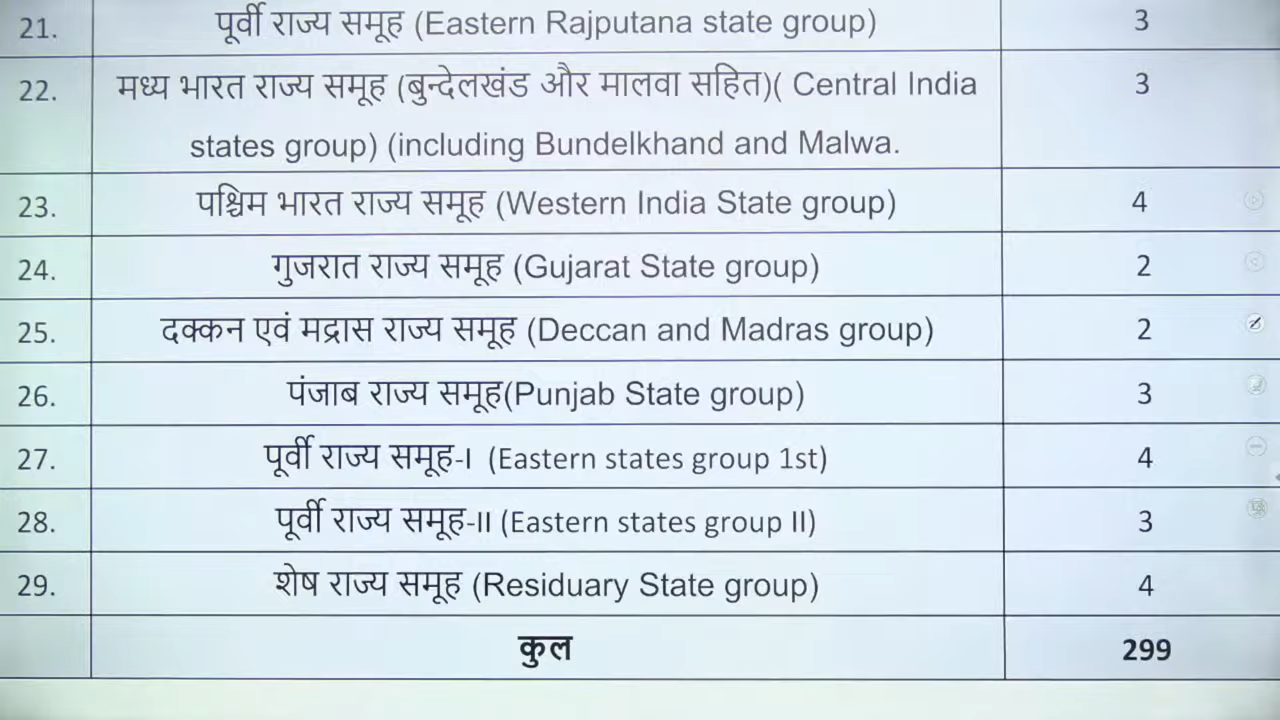 21. पूर्वी राज्य समूह (Eastern Rajputana state group) 3
22. मध्य भारत राज्य समूह (बुन्देलखंड और मालवा सहित)( Central India 3
states group) (including Bundelkhand and Malwa.
23. पश्चिम भारत राज्य समूह (Western India State group) 4
24. गुजरात राज्य समूह (Gujarat State group) 2
25. दक्कन एवं मद्रास राज्य समूह (Deccan and Madras group) 2
26. पंजाब राज्य समूह(Punjab State group) 3
27. पूर्वी राज्य समूह-I (Eastern states group 1st) 4
28. पूर्वी राज्य समूह-II (Eastern states group II) 3
29. शेष राज्य समूह (Residuary State group) 4
कुल 299